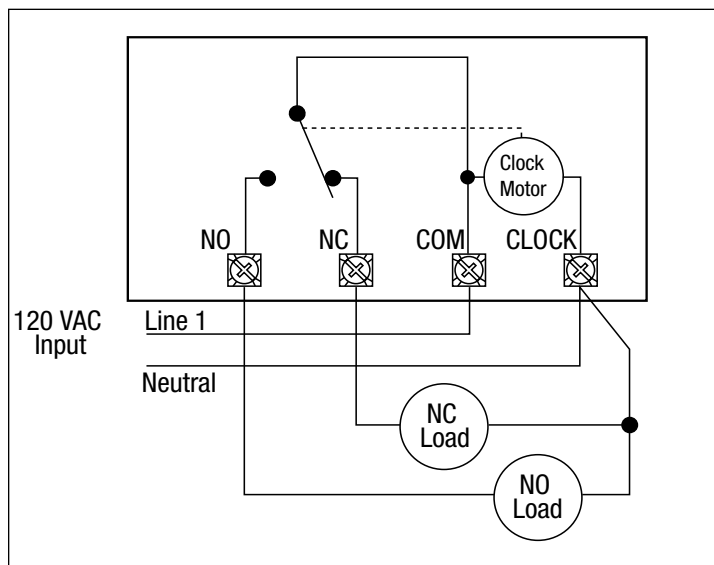 Clock
Motor
NO
NC
COM
CLOCK
120 VAC
Input
Line 1
Neutral
NC
Load
NO
Load